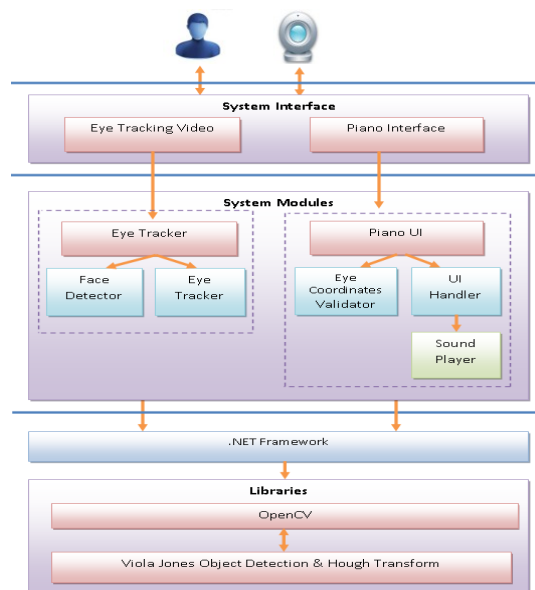 System Interface
Eye Tracking Video
Piano Interface
System Modules
Eye Tracker
Face
Detector
Eye
Tracker
Piano UI
Eye
Coordinates
Validator
UI
Handler
Sound
Player
.NET Framework
Libraries
OpenCV
Viola Jones Object Detection & Hough Transform